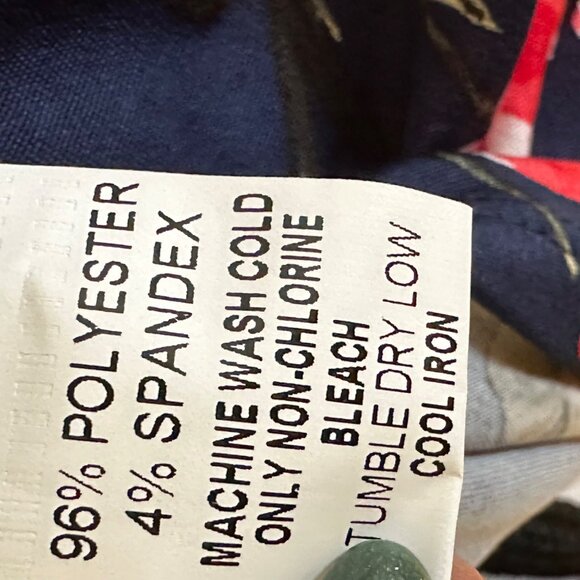 96% POLYESTER
4% SPANDEX
MACHINE WASH COLD
ONLY NON-CHLORINE
BLEACH
TUMBLE DRY LOW
COOL IRON